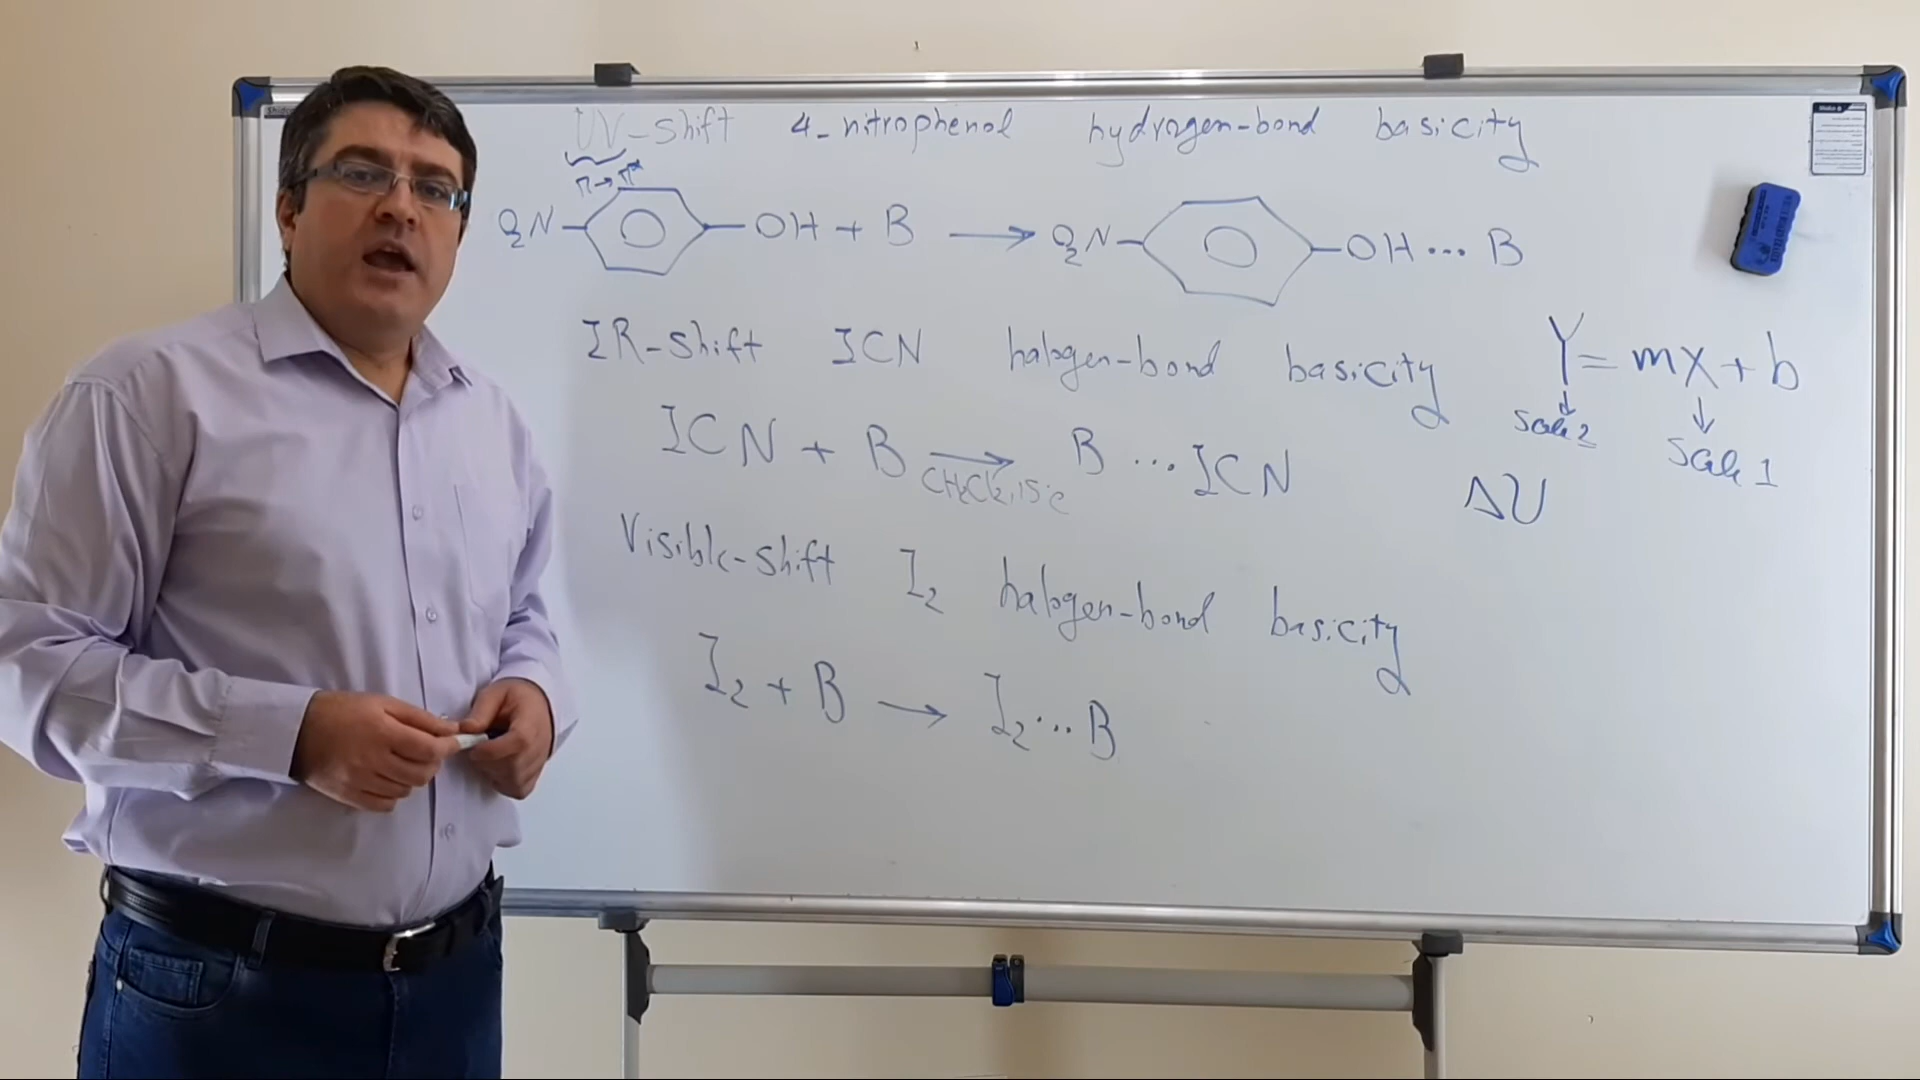 UV-shift 4-nitrophenol hydrogen-bond basicity
π→π*
O₂N OH + B → O₂N OH ... B
IR-shift ICN halogen-bond basicity
Y = mX + b
Scale 2
Scale 1
ICN + B → B ... ICN
CH₂Cl₂, 15°C
ΔU
Visible-shift I₂ halogen-bond basicity
I₂ + B → I₂ ... B